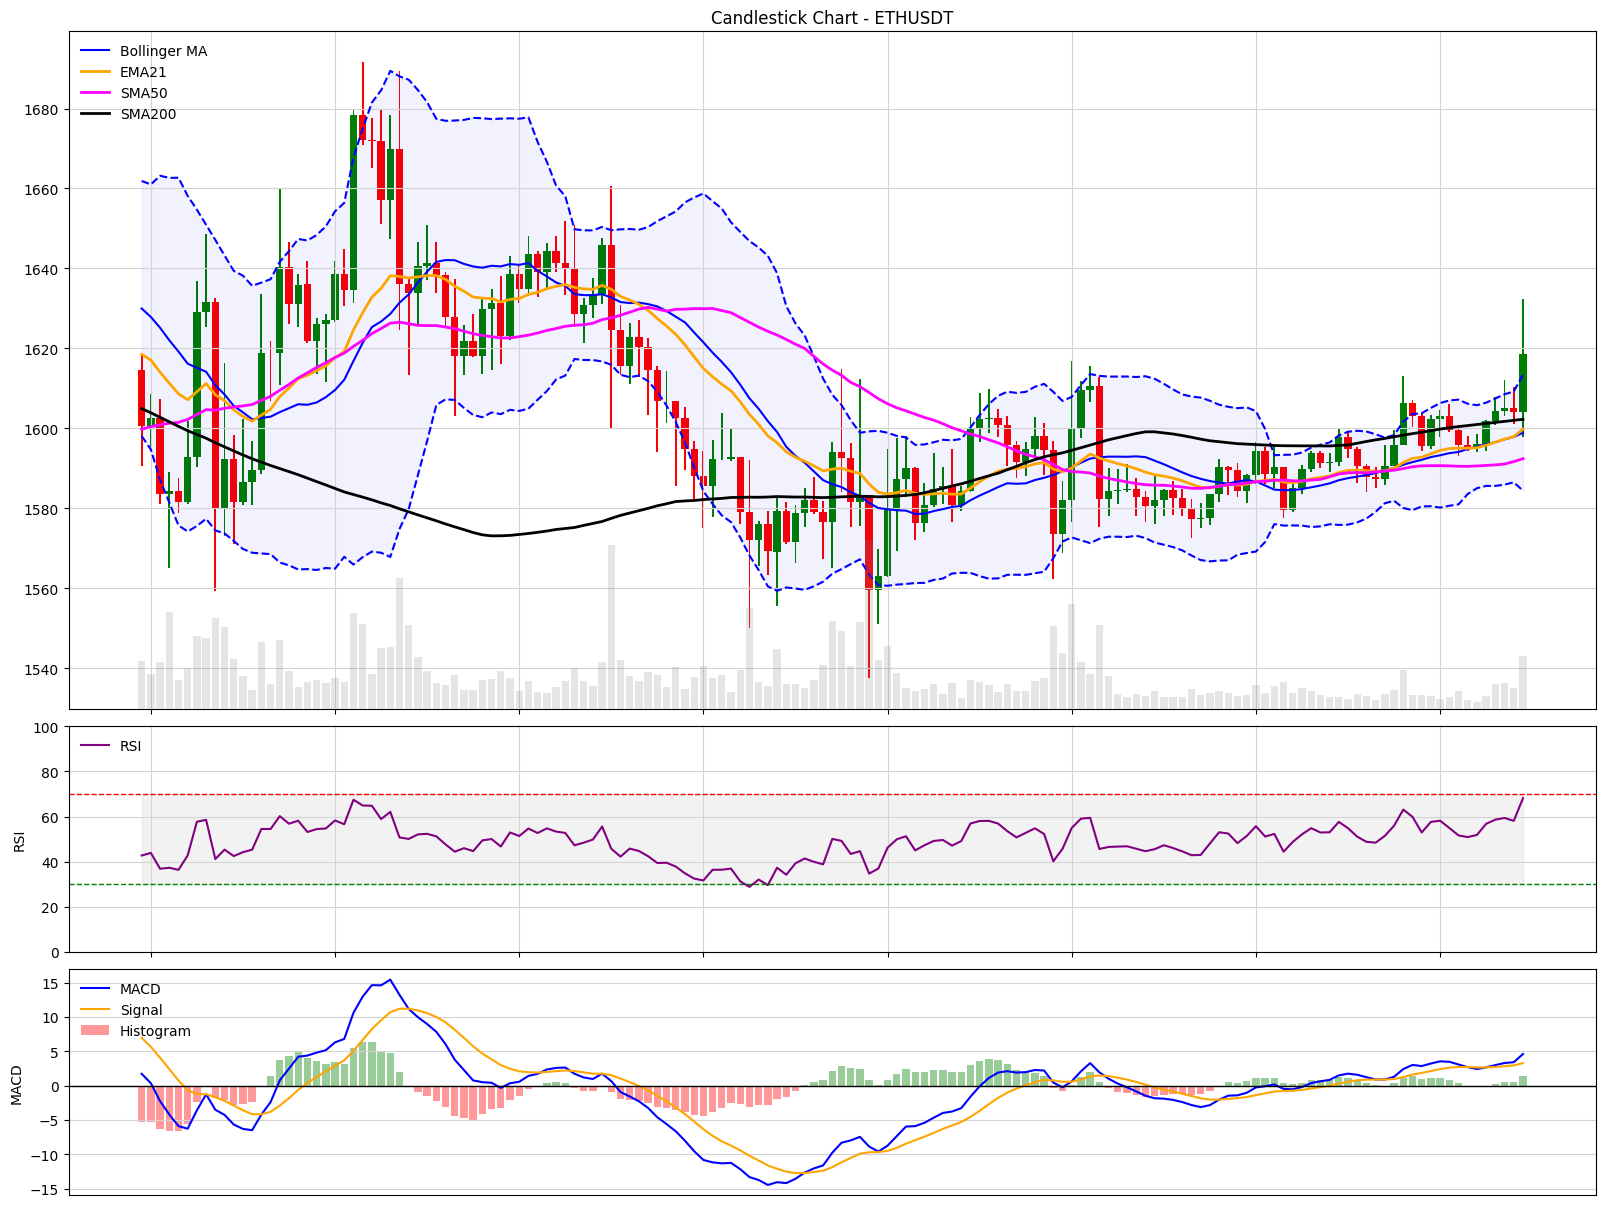 Candlestick Chart - ETHUSDT
Bollinger MA
EMA21
SMA50
SMA200
1680
1660
1640
1620
1600
1580
1560
1540
RSI
100
80
60
40
20
0
RSI
MACD
Signal
Histogram
15
10
5
0
−5
−10
−15
MACD